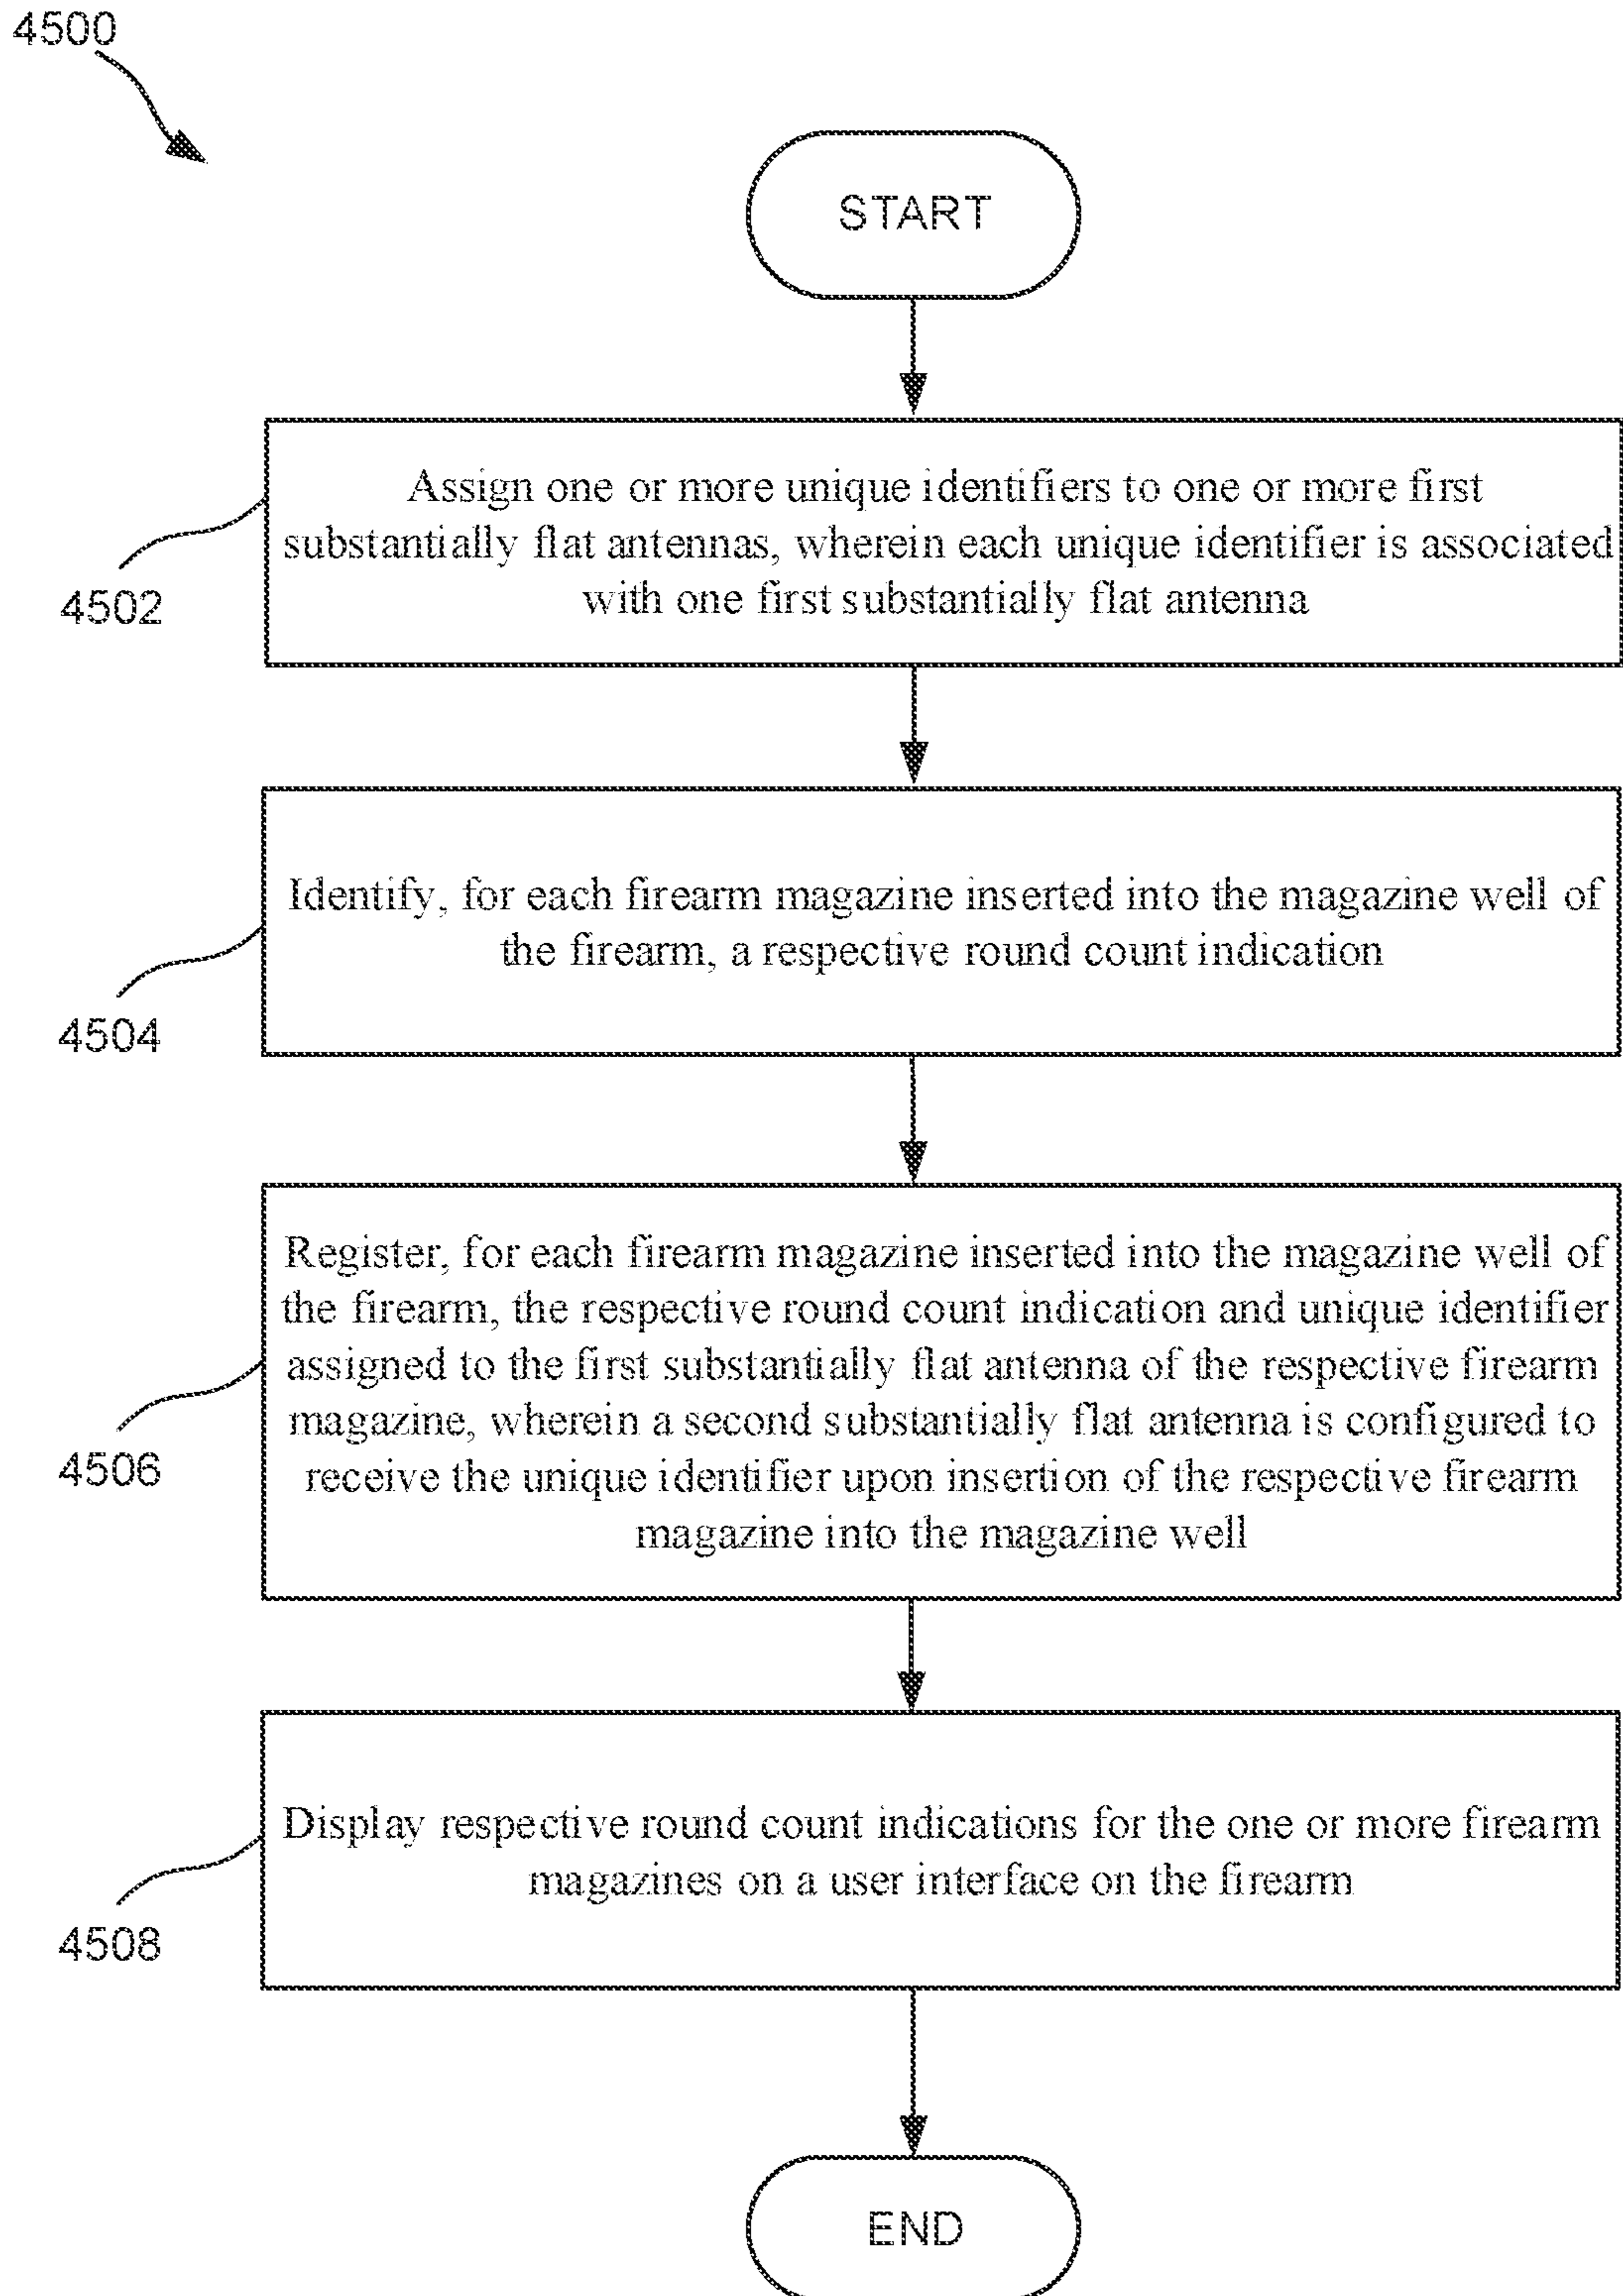 4500
START
Assign one or more unique identifiers to one or more first
substantially flat antennas, wherein each unique identifier is associated
with one first substantially flat antenna
4502
Identify, for each firearm magazine inserted into the magazine well of
the firearm, a respective round count indication
4504
Register, for each firearm magazine inserted into the magazine well of
the firearm, the respective round count indication and unique identifier
assigned to the first substantially flat antenna of the respective firearm
magazine, wherein a second substantially flat antenna is configured to
receive the unique identifier upon insertion of the respective firearm
magazine into the magazine well
4506
Display respective round count indications for the one or more firearm
magazines on a user interface on the firearm
4508
END